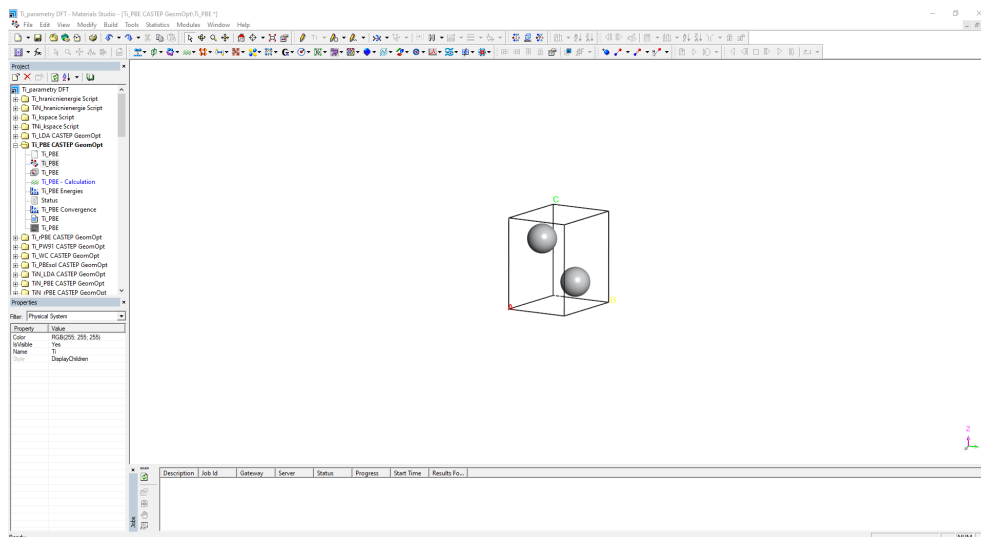 Ti_parametry DFT - Materials Studio - [Ti_PBE CASTEP GeomOpt\Ti_PBE *]
File Edit View Modify Build Tools Statistics Modules Window Help
Project
Ti_parametry DFT
Ti_hranicnienergie Script
TiN_hranicnienergie Script
Ti_kspace Script
TNi_kspace Script
Ti_LDA CASTEP GeomOpt
Ti_PBE CASTEP GeomOpt
Ti_PBE
Ti_PBE
Ti_PBE
Ti_PBE - Calculation
Ti_PBE Energies
Status
Ti_PBE Convergence
Ti_PBE
Ti_PBE
Ti_rPBE CASTEP GeomOpt
Ti_PW91 CASTEP GeomOpt
Ti_WC CASTEP GeomOpt
Ti_PBEsol CASTEP GeomOpt
TiN_LDA CASTEP GeomOpt
TiN_PBE CASTEP GeomOpt
TiN rPBE CASTEP GeomOpt
Properties
Filter: Physical System
Property Value
Color RGB(255; 255; 255)
IsVisible Yes
Name Ti
Style DisplayChildren
C
A
B
Z
Description Job Id Gateway Server Status Progress Start Time Results Fo...
Jobs
Ready
NUM